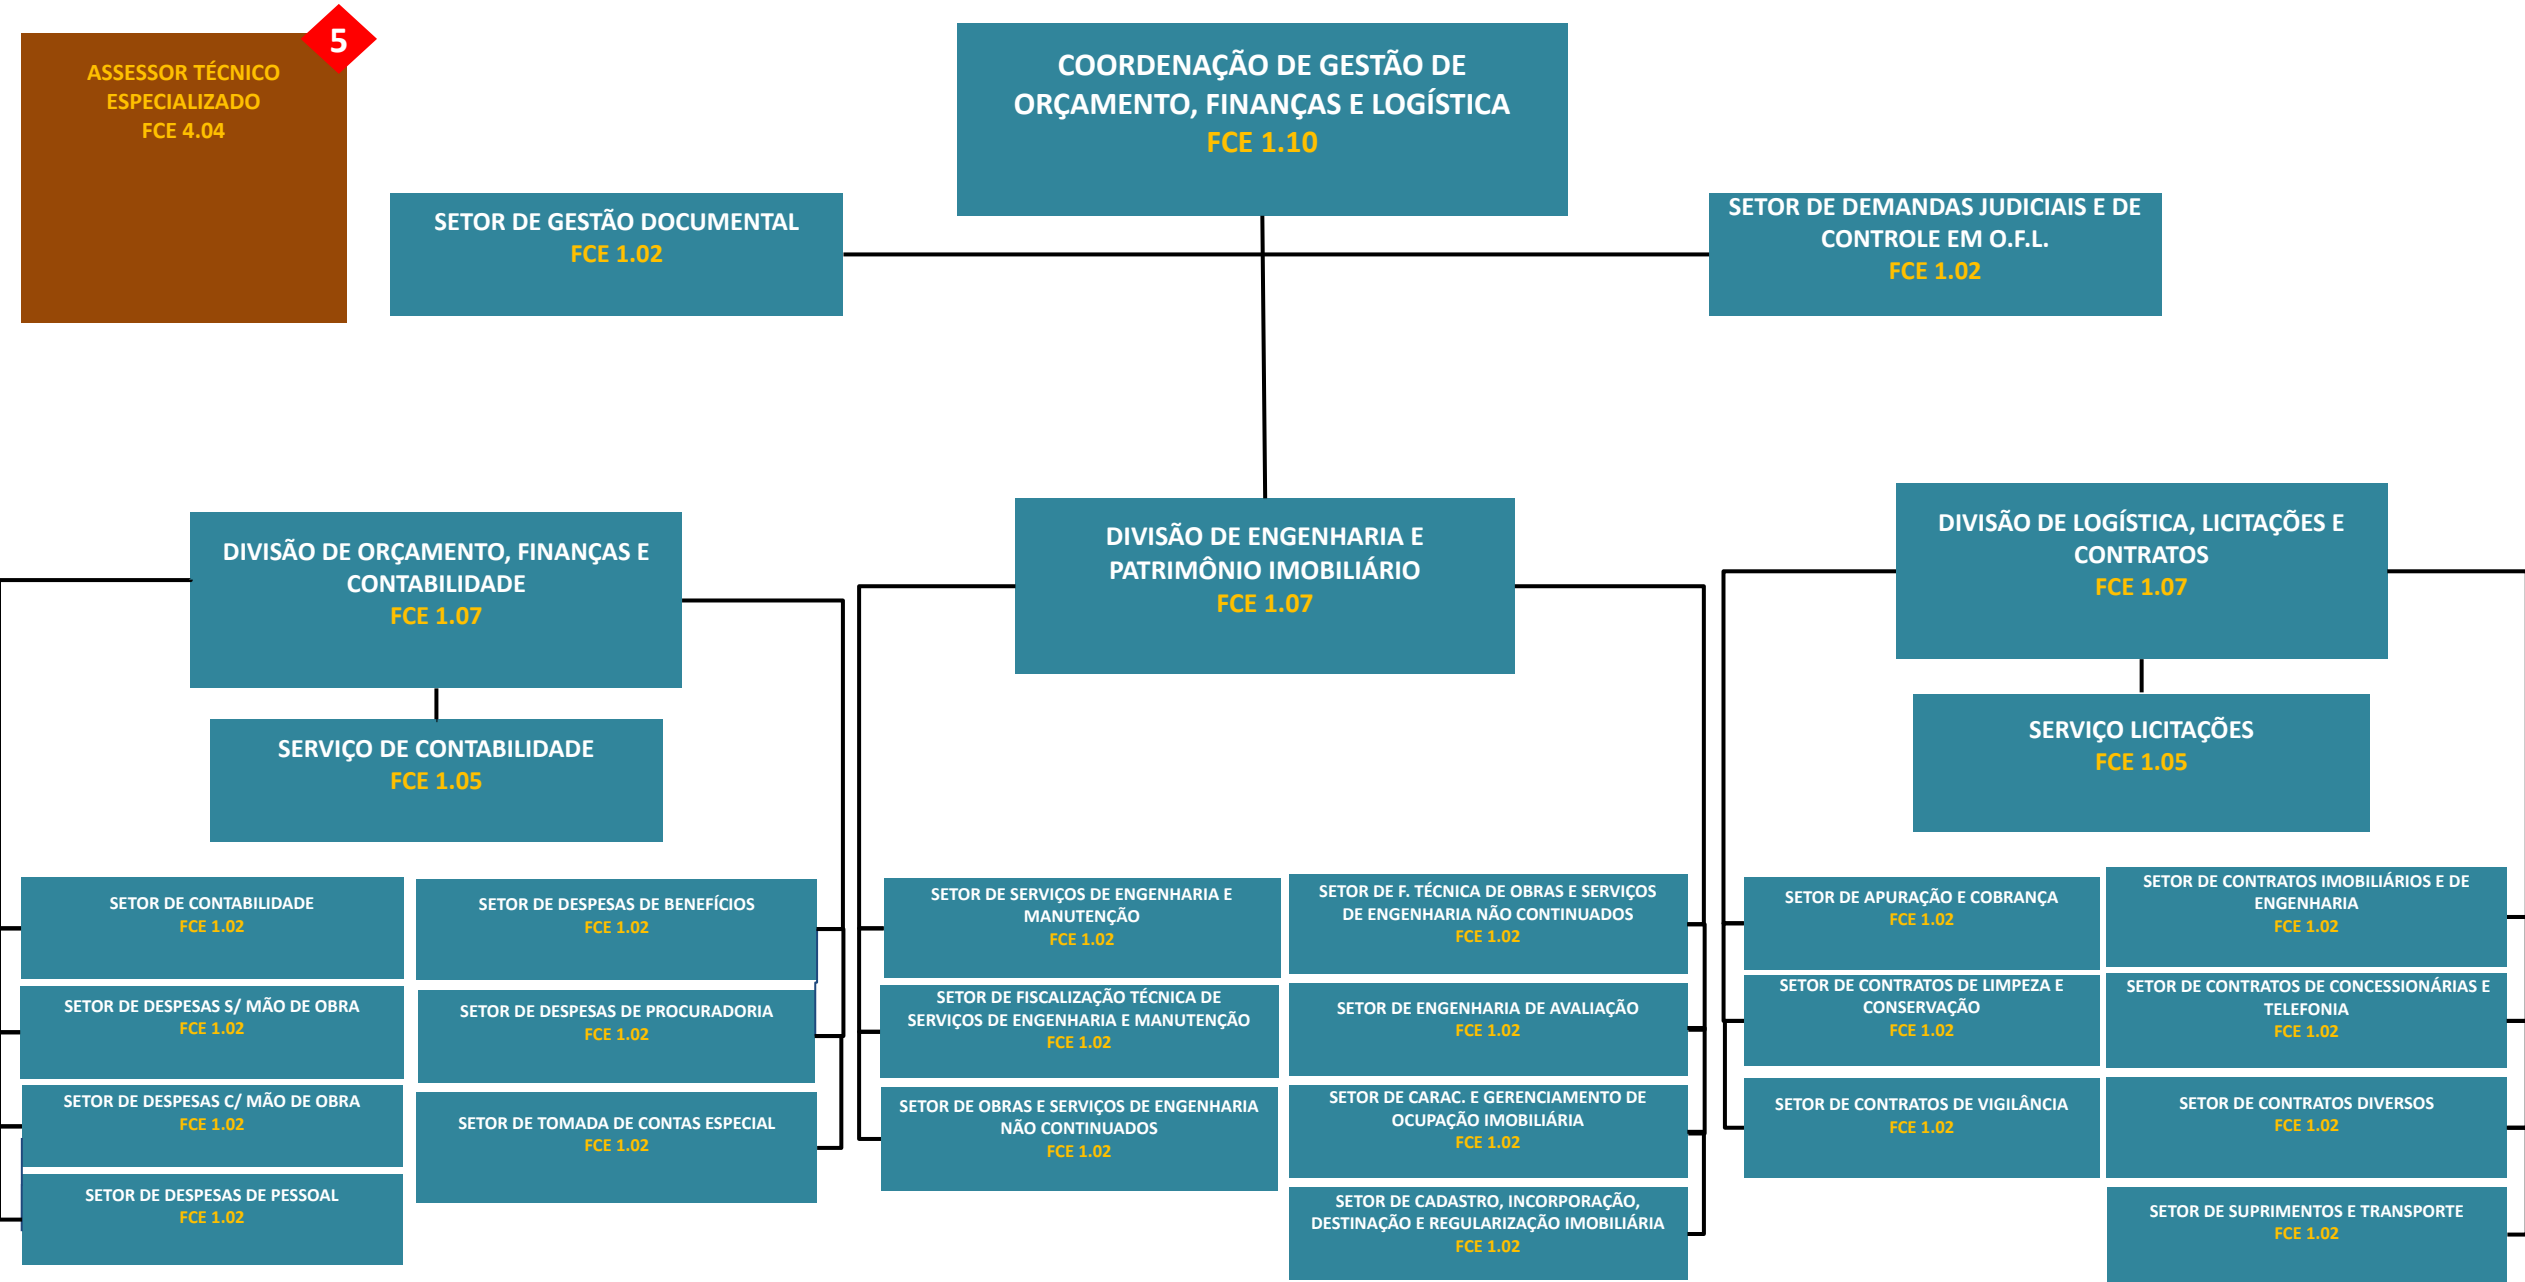 5
ASSESSOR TÉCNICO
ESPECIALIZADO
FCE 4.04
COORDENAÇÃO DE GESTÃO DE
ORÇAMENTO, FINANÇAS E LOGÍSTICA
FCE 1.10
SETOR DE GESTÃO DOCUMENTAL
FCE 1.02
SETOR DE DEMANDAS JUDICIAIS E DE
CONTROLE EM O.F.L.
FCE 1.02
DIVISÃO DE ORÇAMENTO, FINANÇAS E
CONTABILIDADE
FCE 1.07
SERVIÇO DE CONTABILIDADE
FCE 1.05
SETOR DE CONTABILIDADE
FCE 1.02
SETOR DE DESPESAS S/ MÃO DE OBRA
FCE 1.02
SETOR DE DESPESAS C/ MÃO DE OBRA
FCE 1.02
SETOR DE DESPESAS DE PESSOAL
FCE 1.02
SETOR DE DESPESAS DE BENEFÍCIOS
FCE 1.02
SETOR DE DESPESAS DE PROCURADORIA
FCE 1.02
SETOR DE TOMADA DE CONTAS ESPECIAL
FCE 1.02
DIVISÃO DE ENGENHARIA E
PATRIMÔNIO IMOBILIÁRIO
FCE 1.07
SETOR DE SERVIÇOS DE ENGENHARIA E
MANUTENÇÃO
FCE 1.02
SETOR DE FISCALIZAÇÃO TÉCNICA DE
SERVIÇOS DE ENGENHARIA E MANUTENÇÃO
FCE 1.02
SETOR DE OBRAS E SERVIÇOS DE ENGENHARIA
NÃO CONTINUADOS
FCE 1.02
SETOR DE F. TÉCNICA DE OBRAS E SERVIÇOS
DE ENGENHARIA NÃO CONTINUADOS
FCE 1.02
SETOR DE ENGENHARIA DE AVALIAÇÃO
FCE 1.02
SETOR DE CARAC. E GERENCIAMENTO DE
OCUPAÇÃO IMOBILIÁRIA
FCE 1.02
SETOR DE CADASTRO, INCORPORAÇÃO,
DESTINAÇÃO E REGULARIZAÇÃO IMOBILIÁRIA
FCE 1.02
DIVISÃO DE LOGÍSTICA, LICITAÇÕES E
CONTRATOS
FCE 1.07
SERVIÇO LICITAÇÕES
FCE 1.05
SETOR DE APURAÇÃO E COBRANÇA
FCE 1.02
SETOR DE CONTRATOS DE LIMPEZA E
CONSERVAÇÃO
FCE 1.02
SETOR DE CONTRATOS DE VIGILÂNCIA
FCE 1.02
SETOR DE CONTRATOS IMOBILIÁRIOS E DE
ENGENHARIA
FCE 1.02
SETOR DE CONTRATOS DE CONCESSIONÁRIAS E
TELEFONIA
FCE 1.02
SETOR DE CONTRATOS DIVERSOS
FCE 1.02
SETOR DE SUPRIMENTOS E TRANSPORTE
FCE 1.02